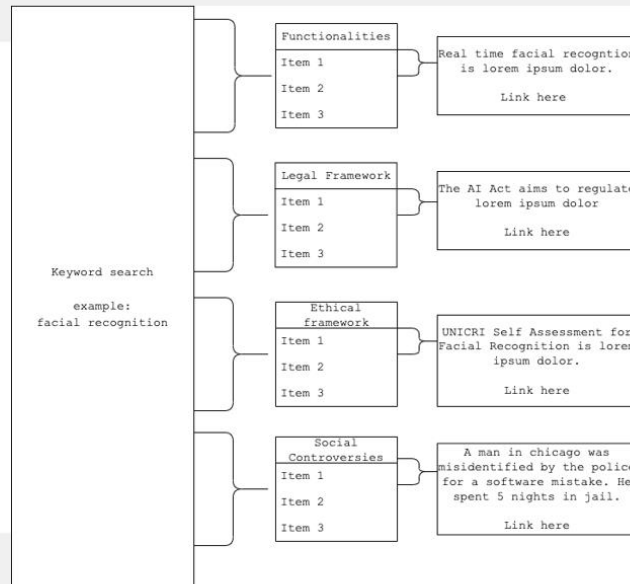 Keyword search
example:
facial recognition
Functionalities
Item 1
Item 2
Item 3
Real time facial recogntion
is lorem ipsum dolor.
Link here
Legal Framework
Item 1
Item 2
Item 3
The AI Act aims to regulate
lorem ipsum dolor
Link here
Ethical
framework
Item 1
Item 2
Item 3
UNICRI Self Assessment for
Facial Recognition is lorem
ipsum dolor.
Link here
Social
Controversies
Item 1
Item 2
Item 3
A man in chicago was
misidentified by the police
for a software mistake. He
spent 5 nights in jail.
Link here